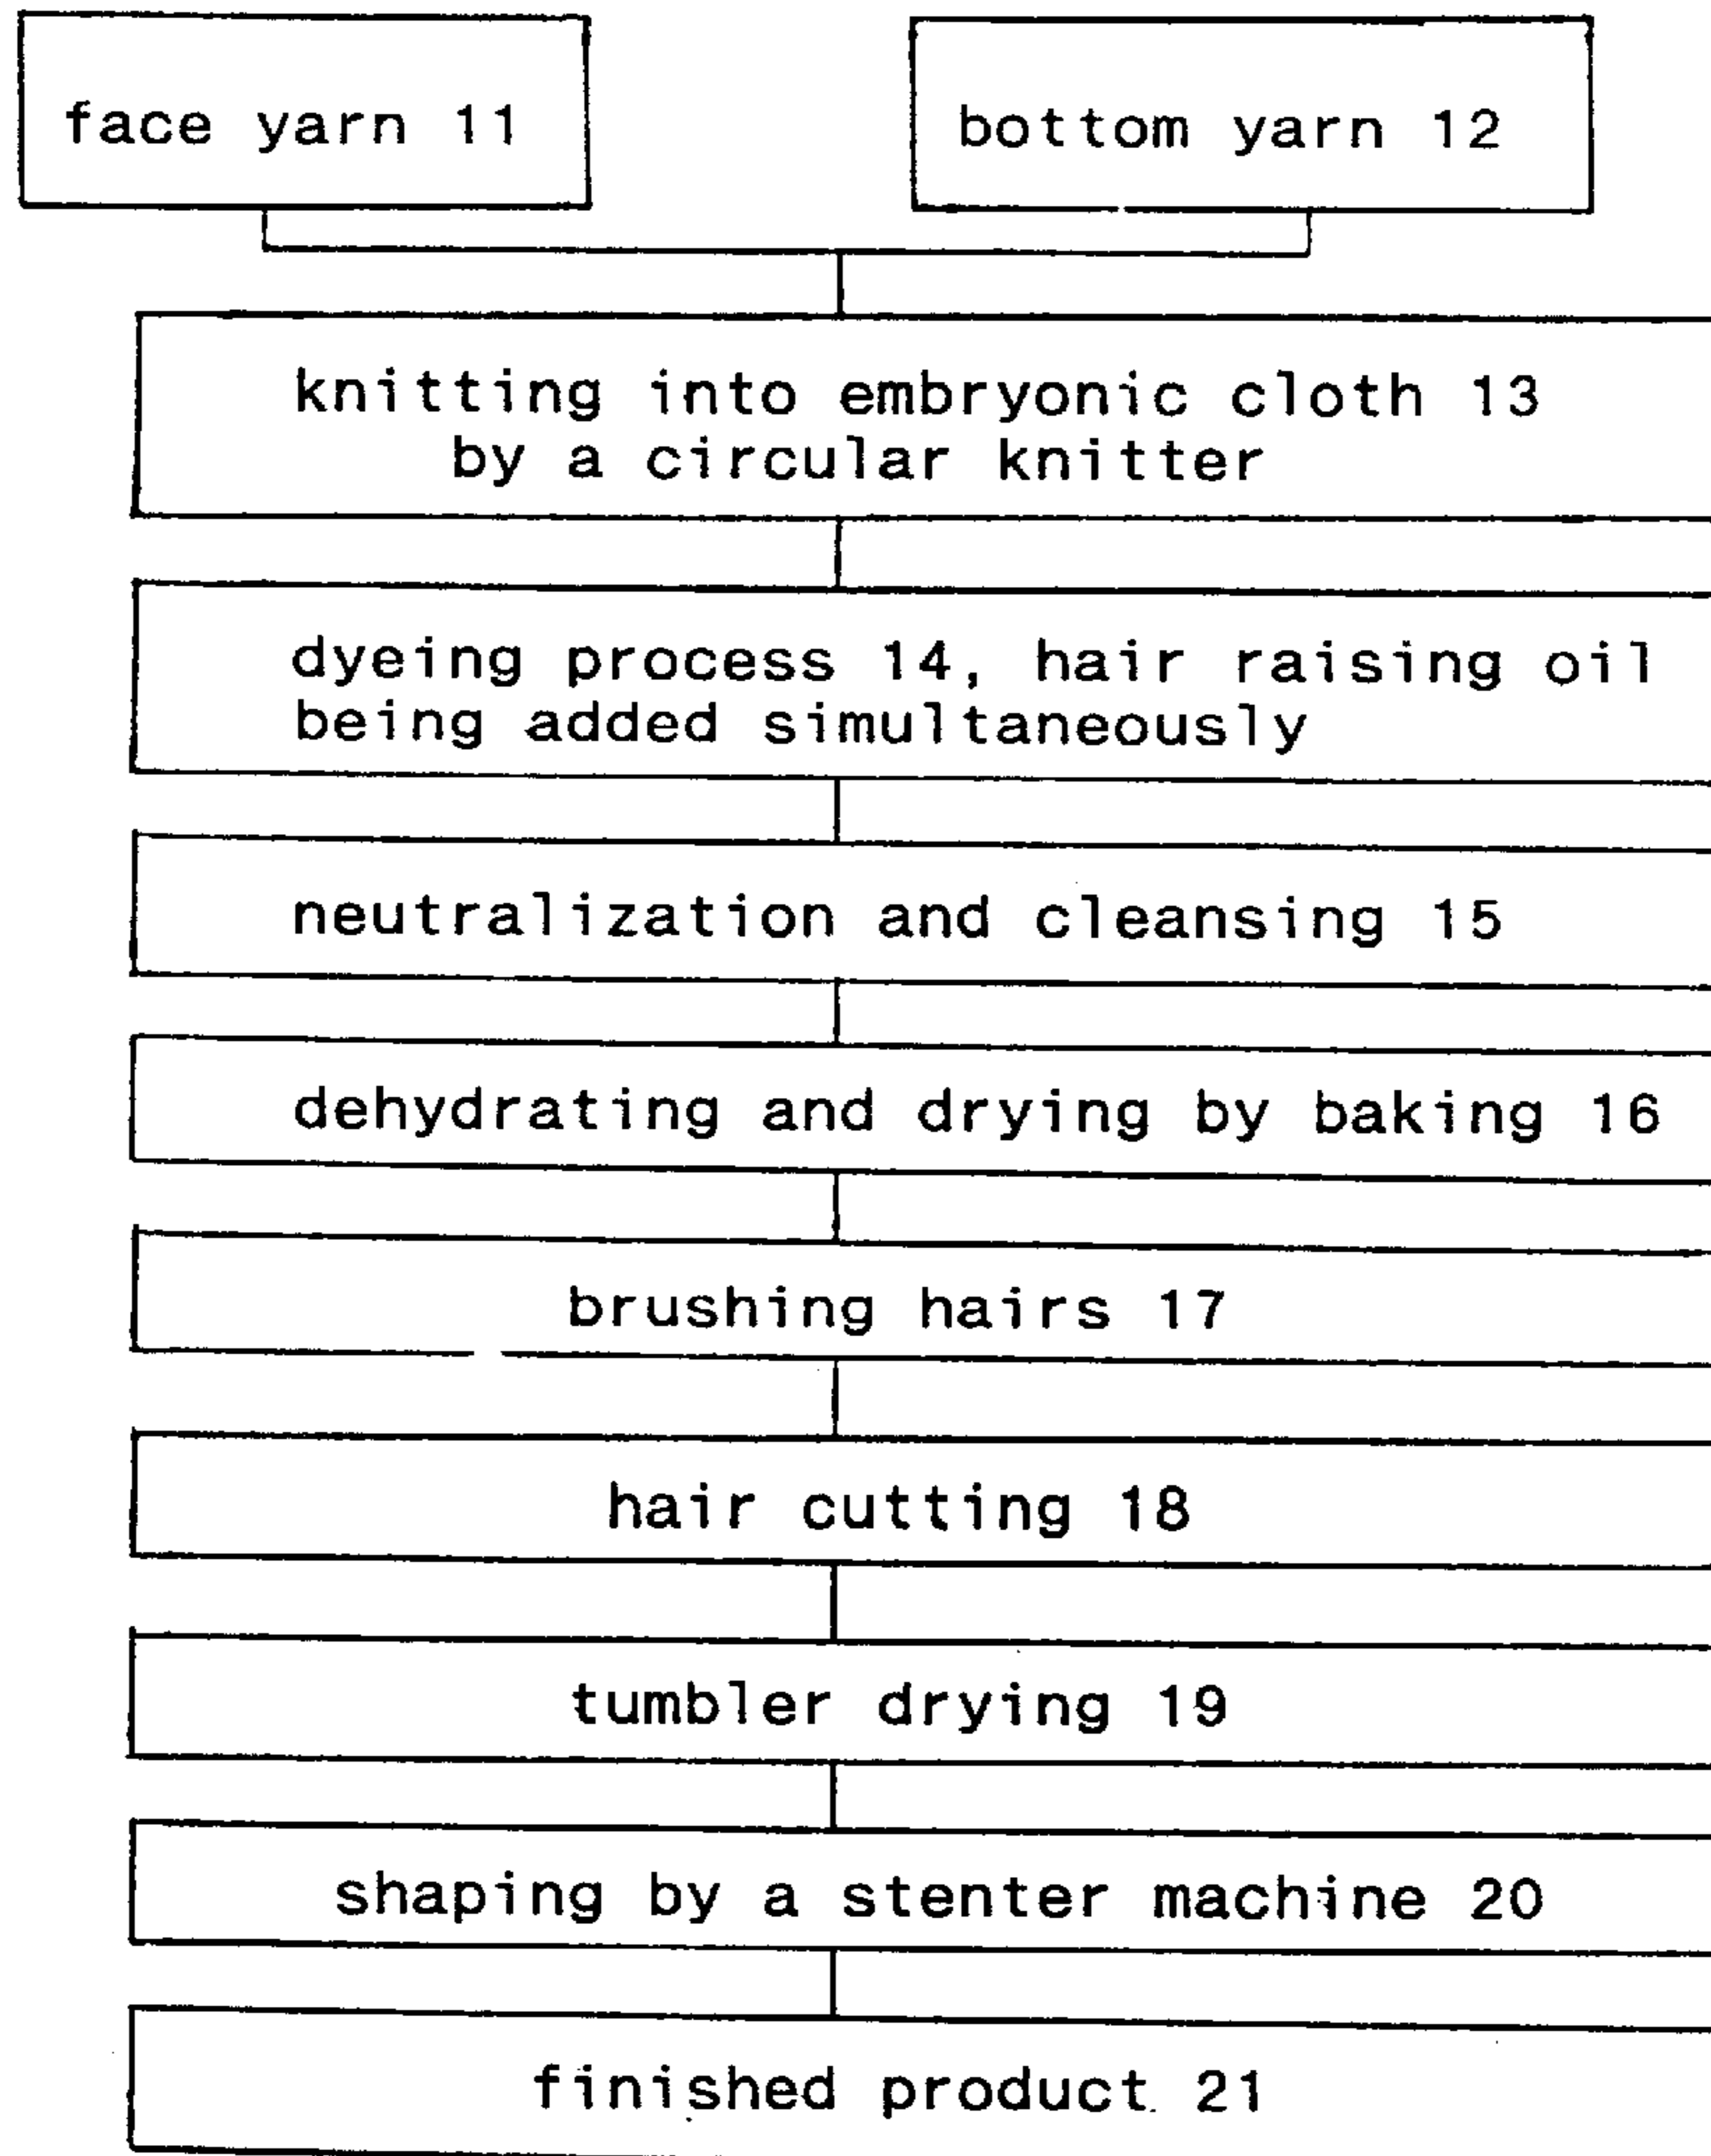 face yarn 11
bottom yarn 12
knitting into embryonic cloth 13
by a circular knitter
dyeing process 14, hair raising oil
being added simultaneously
neutralization and cleansing 15
dehydrating and drying by baking 16
brushing hairs 17
hair cutting 18
tumbler drying 19
shaping by a stenter machine 20
finished product 21